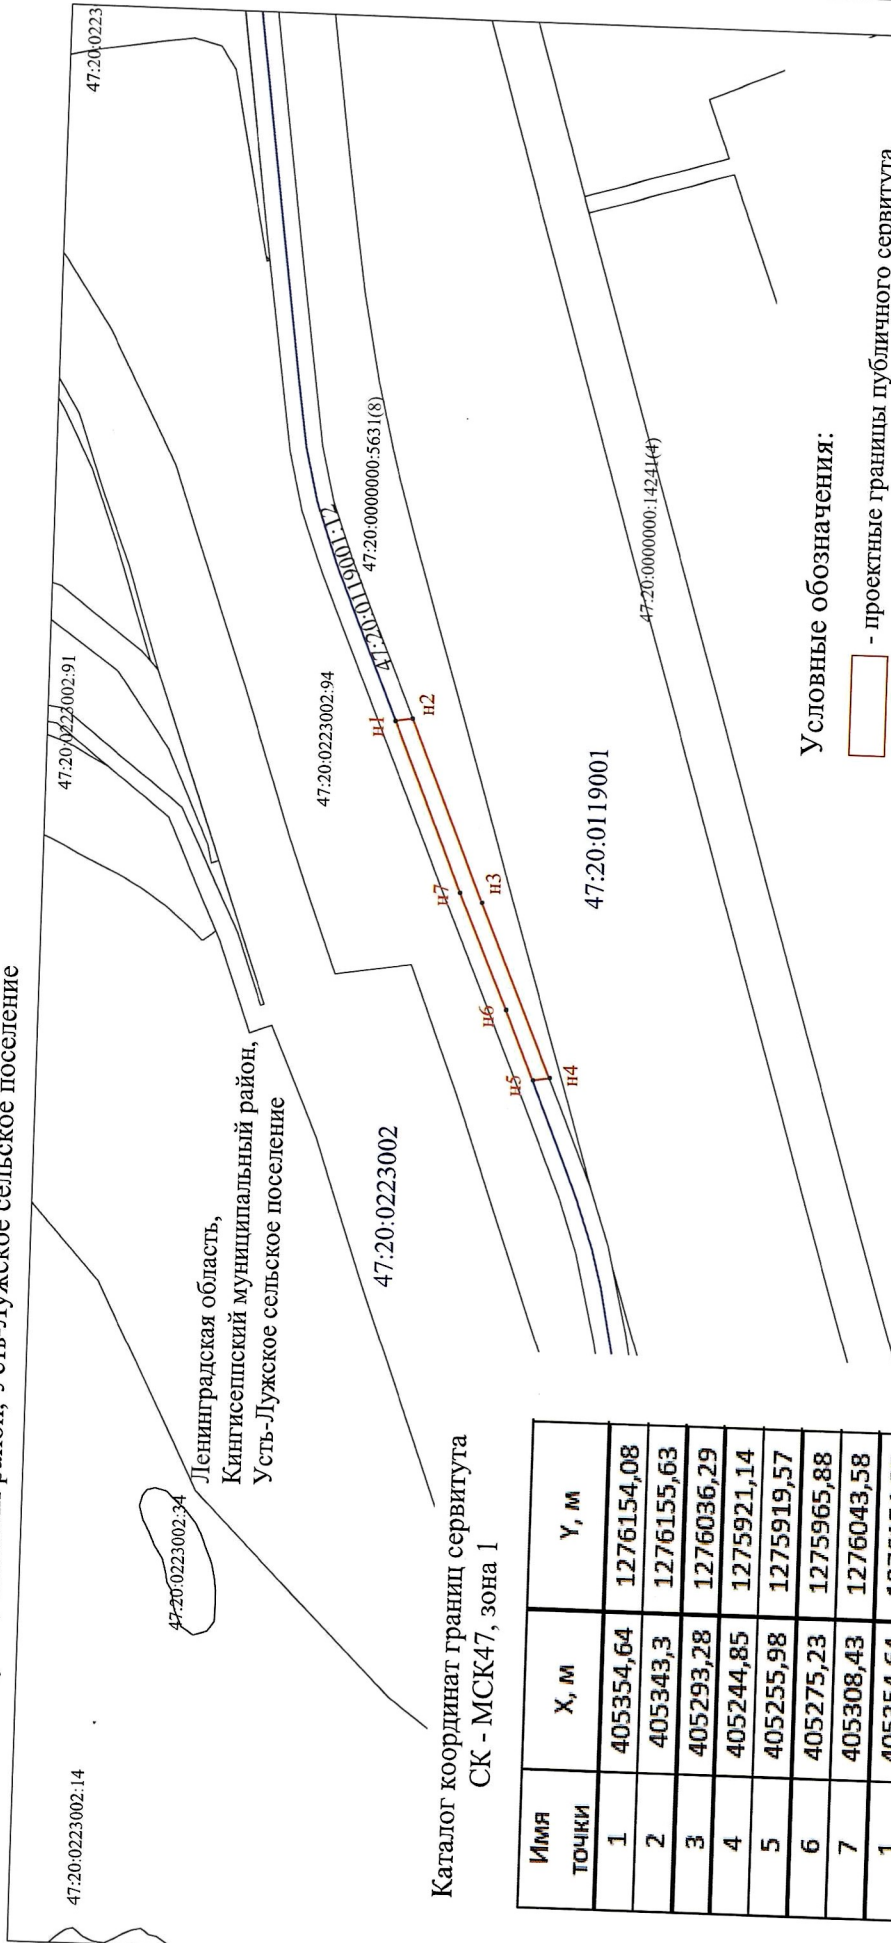 Усть-Лужское сельское поселение
47:20:0223
47:20:0223002:91
47:20:0223002:14
47:20:0223002:34
Ленинградская область,
Кингисеппский муниципальный район,
Усть-Лужское сельское поселение
47:20:0223002:94
47:20:0223002
47:20:0119001:12
47:20:0000000:5631(8)
н1
н2
н7
н3
н6
н5
н4
47:20:0119001
47:20:0000000:14241(4)
Каталог координат границ сервитута
СК - МСК47, зона 1
Имя точки X, м Y, м
1 405354,64 1276154,08
2 405343,3 1276155,63
3 405293,28 1276036,29
4 405244,85 1275921,14
5 405255,98 1275919,57
6 405275,23 1275965,88
7 405308,43 1276043,58
1 405354,64
Условные обозначения:
- проектные границы публичного сервитута